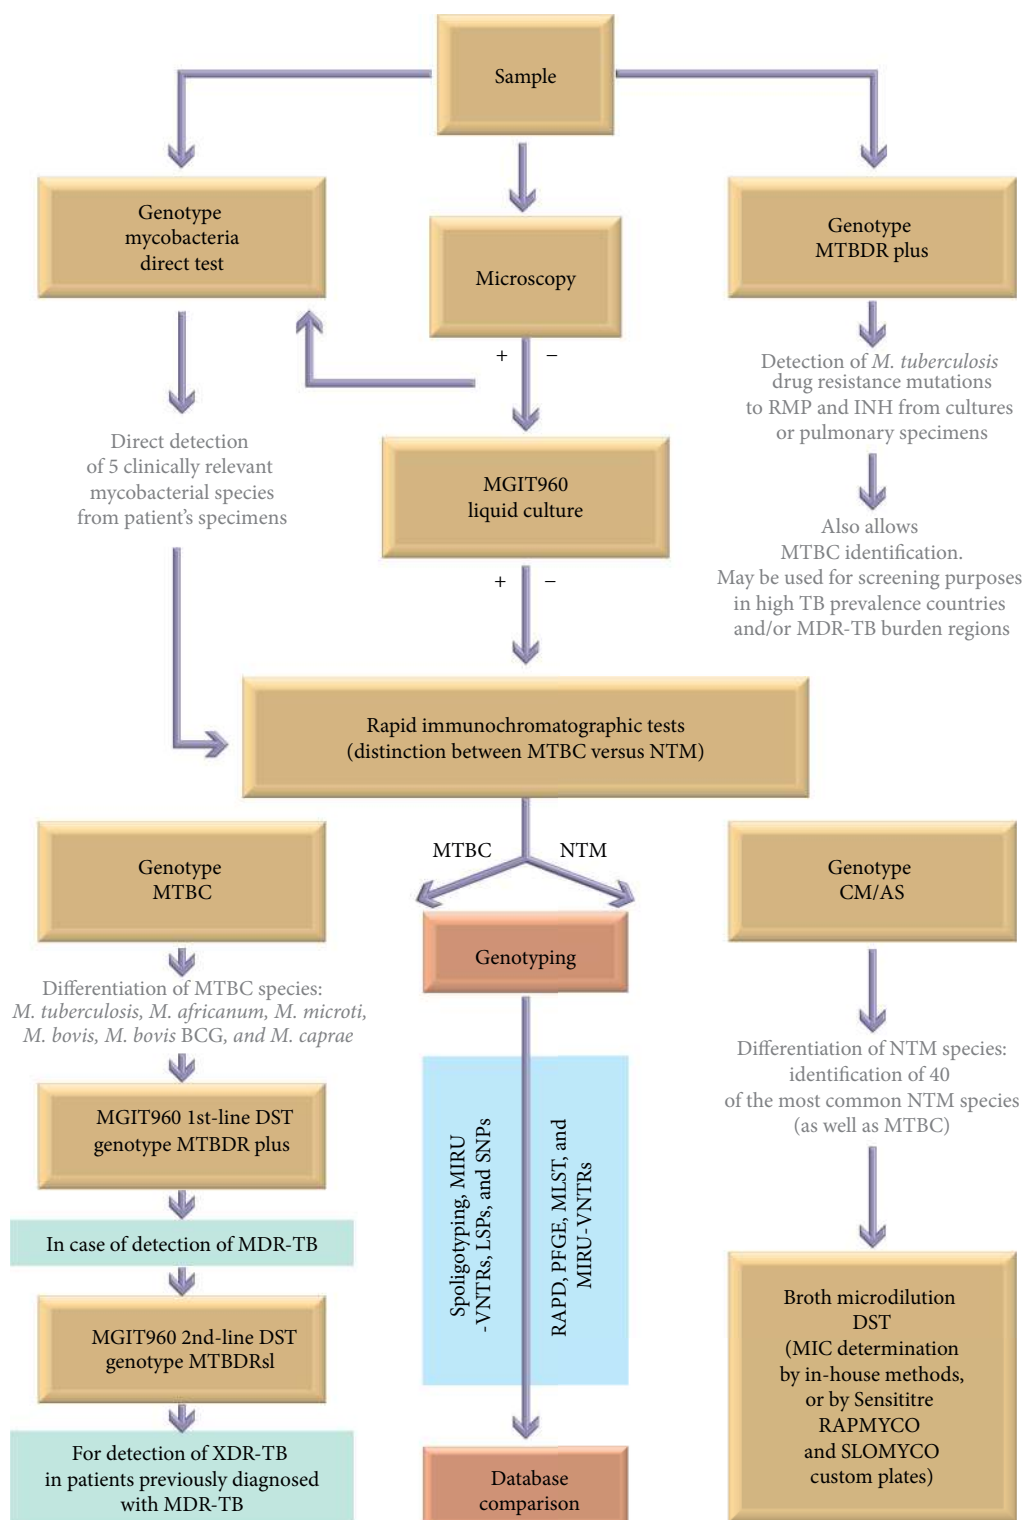 Sample
Genotype
mycobacteria
direct test
Microscopy
Genotype
MTBDR plus
+ −
Detection of M. tuberculosis
drug resistance mutations
to RMP and INH from cultures
or pulmonary specimens
Direct detection
of 5 clinically relevant
mycobacterial species
from patient's specimens
MGIT960
liquid culture
Also allows
MTBC identification.
May be used for screening purposes
in high TB prevalence countries
and/or MDR-TB burden regions
+ −
Rapid immunochromatographic tests
(distinction between MTBC versus NTM)
MTBC NTM
Genotype
MTBC
Genotyping
Genotype
CM/AS
Differentiation of MTBC species:
M. tuberculosis, M. africanum, M. microti,
M. bovis, M. bovis BCG, and M. caprae
Differentiation of NTM species:
identification of 40
of the most common NTM species
(as well as MTBC)
MGIT960 1st-line DST
genotype MTBDR plus
Spoligotyping, MIRU
-VNTRs, LSPs, and SNPs
RAPD, PFGE, MLST, and
MIRU-VNTRs
In case of detection of MDR-TB
MGIT960 2nd-line DST
genotype MTBDRsl
Broth microdilution
DST
(MIC determination
by in-house methods,
or by Sensititre
RAPMYCO
and SLOMYCO
custom plates)
For detection of XDR-TB
in patients previously diagnosed
with MDR-TB
Database
comparison